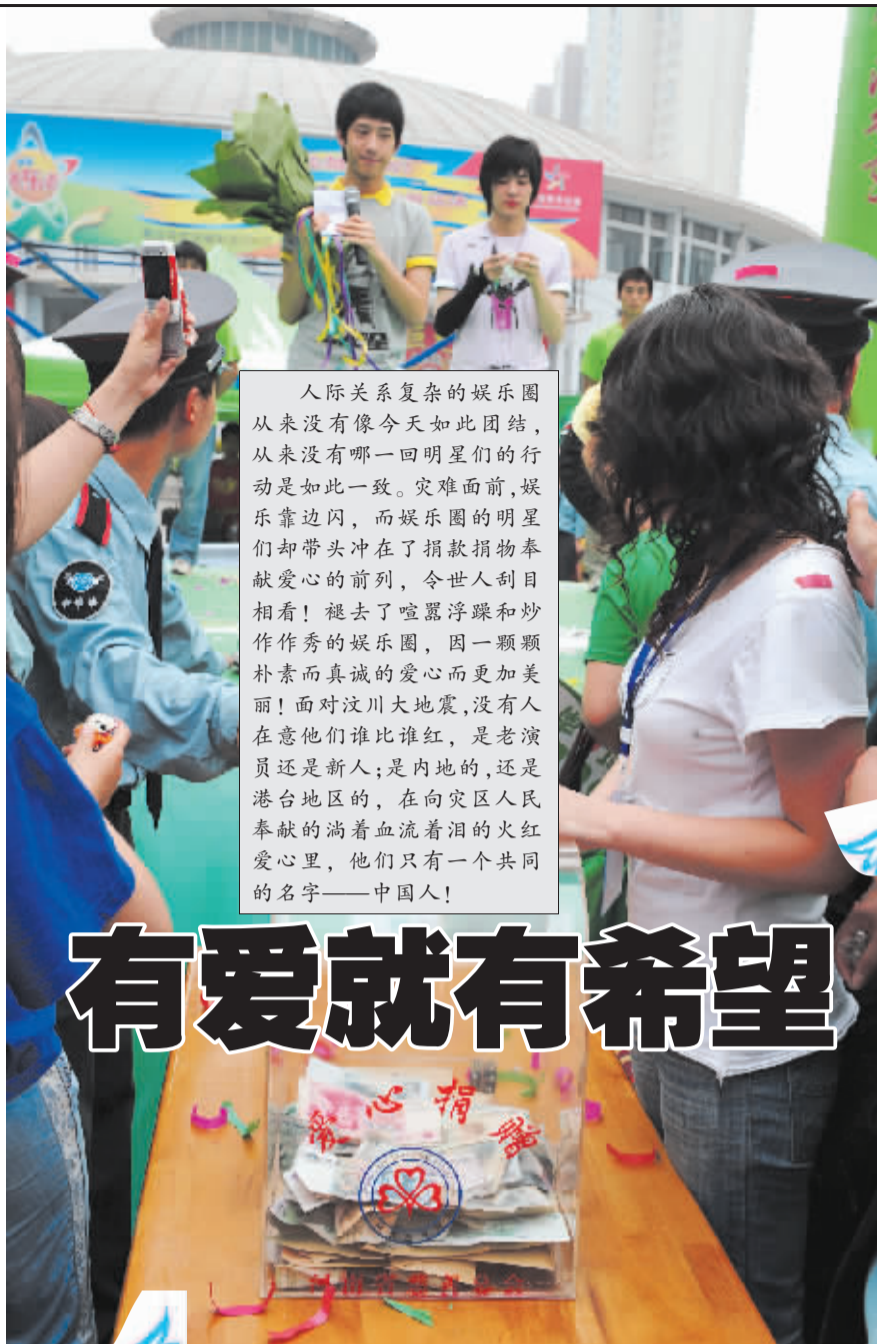 人际关系复杂的娱乐圈
从来没有像今天如此团结，
从来没有哪一回明星们的行
动是如此一致。灾难面前，娱
乐靠边闪，而娱乐圈的明星
们却带头冲在了捐款捐物奉
献爱心的前列，令世人刮目
相看！褪去了喧嚣浮躁和炒
作作秀的娱乐圈，因一颗颗
朴素而真诚的爱心而更加美
丽！面对汶川大地震，没有人
在意他们谁比谁红，是老演
员还是新人；是内地的，还是
港台地区的，在向灾区人民
奉献的淌着血流着泪的火红
爱心里，他们只有一个共同
的名字——中国人！
有爱就有希望
爱心捐赠